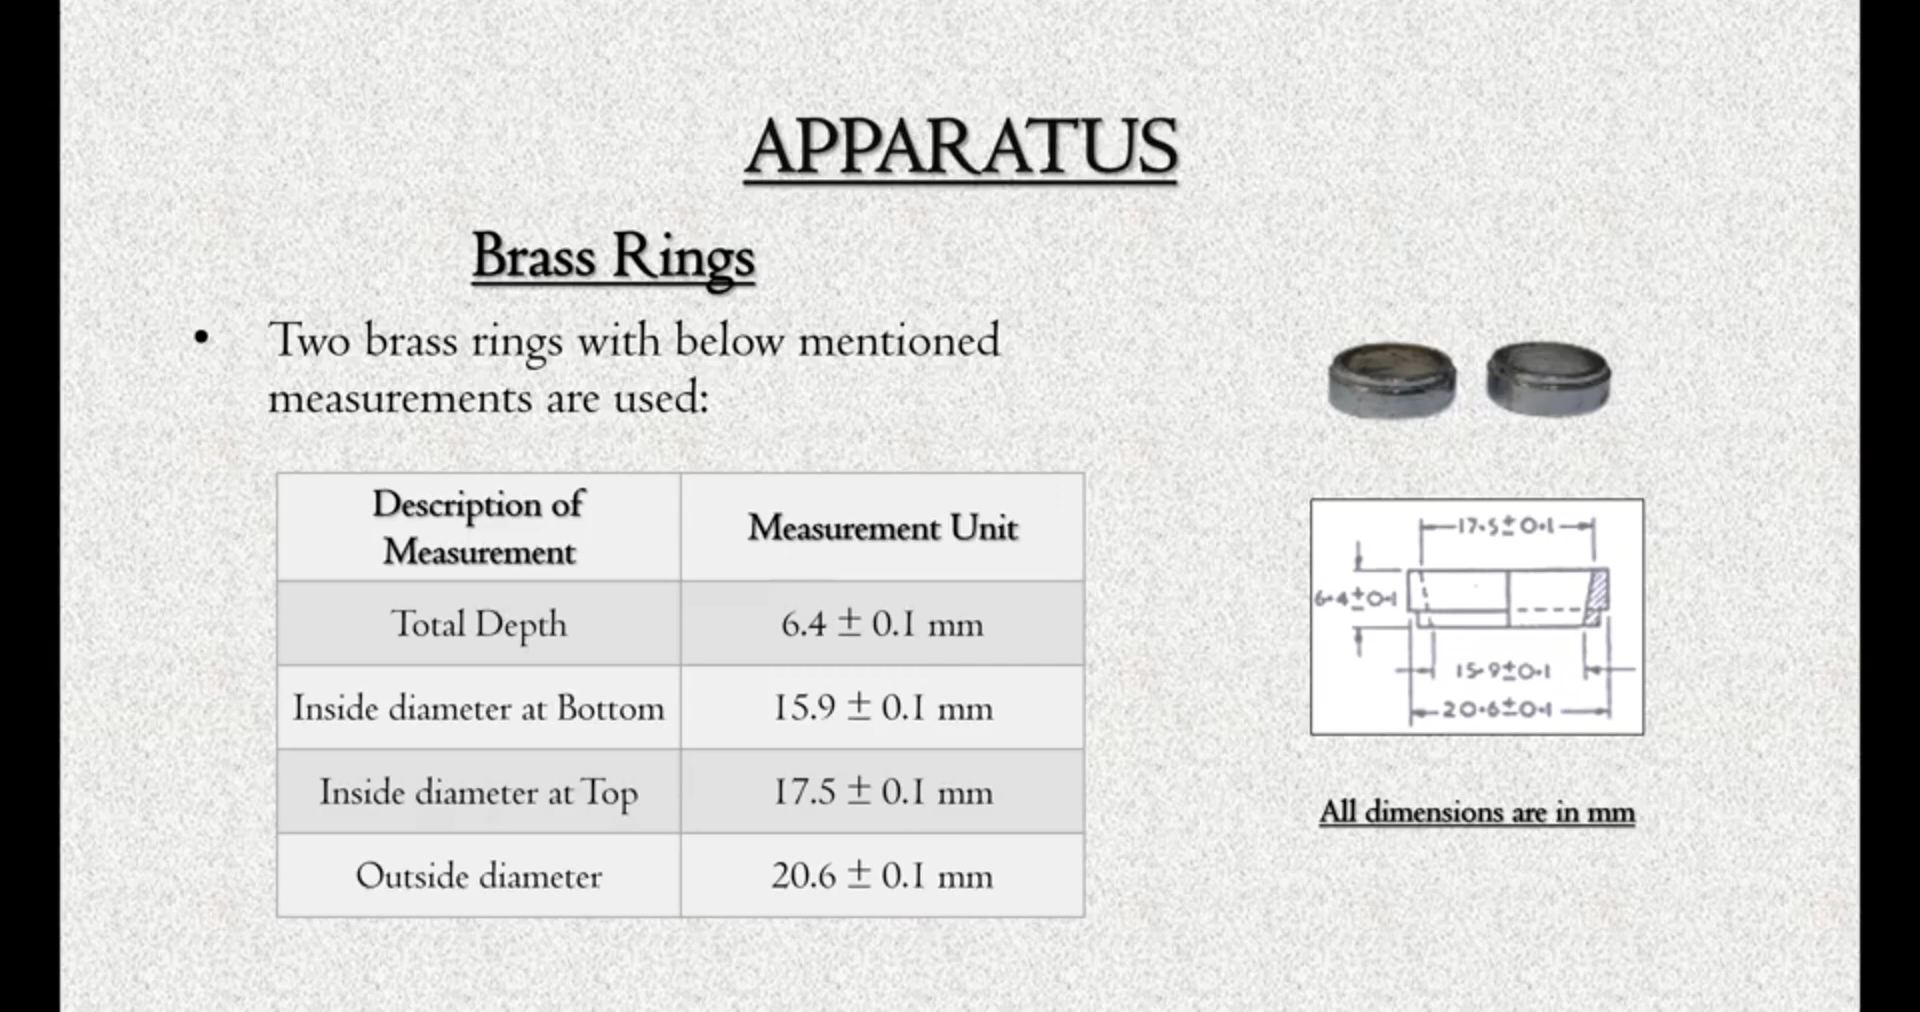 APPARATUS
Brass Rings
• Two brass rings with below mentioned
measurements are used:
Description of
Measurement
Measurement Unit
Total Depth
6.4 ± 0.1 mm
Inside diameter at Bottom
15.9 ± 0.1 mm
Inside diameter at Top
17.5 ± 0.1 mm
Outside diameter
20.6 ± 0.1 mm
17.5±0.1
6.4±0.1
15.9±0.1
20.6±0.1
All dimensions are in mm